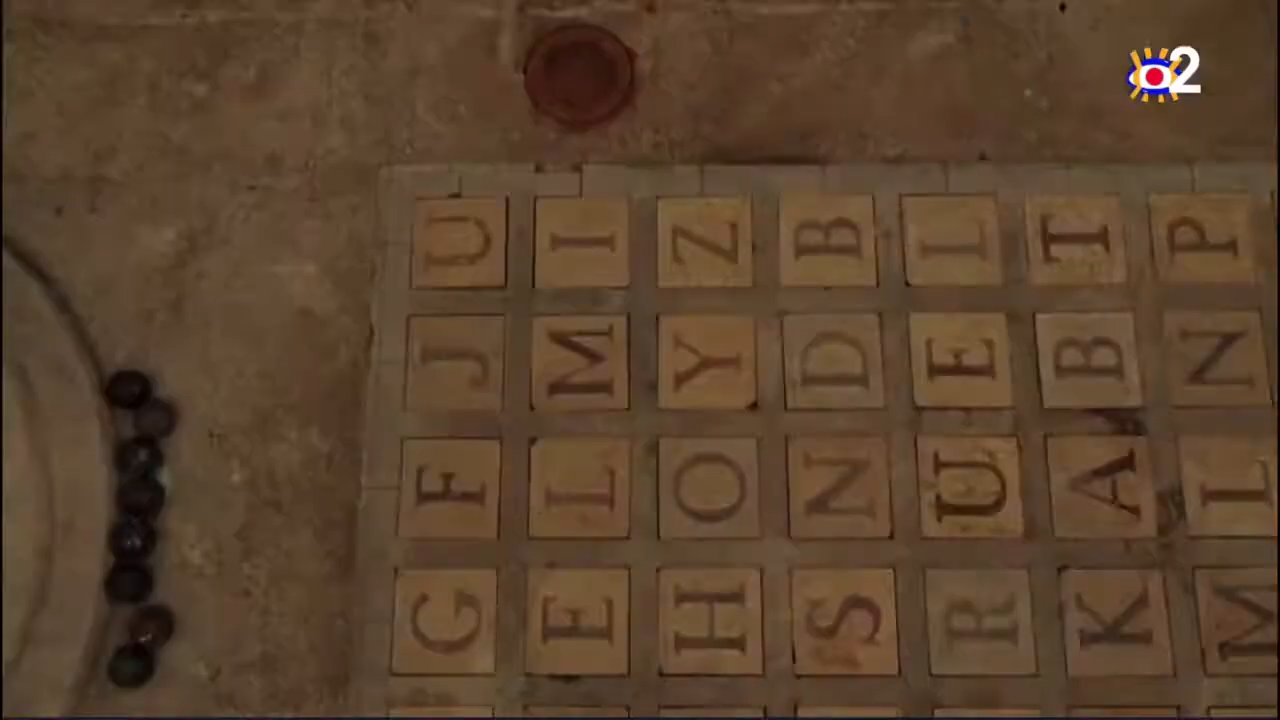 G F J U
E L M I
H O Y Z
S N D B
R U E L
K A B T
M L N P
2